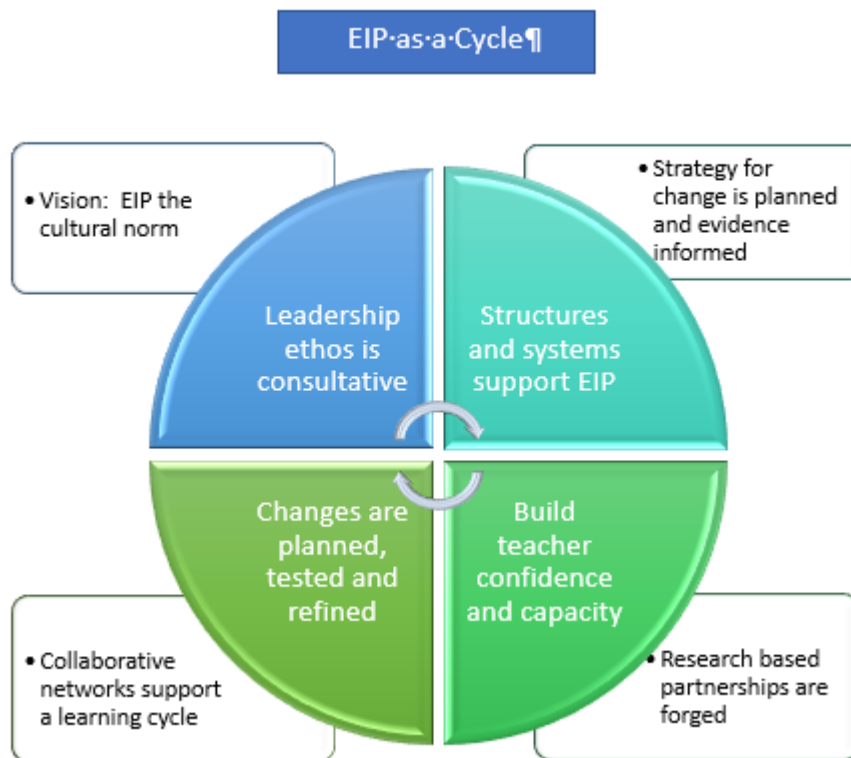 EIP·as·a·Cycle¶
• Vision: EIP the
cultural norm
• Strategy for
change is planned
and evidence
informed
Leadership
ethos is
consultative
Structures
and systems
support EIP
Changes are
planned,
tested and
refined
Build
teacher
confidence
and capacity
• Collaborative
networks support
a learning cycle
• Research based
partnerships are
forged